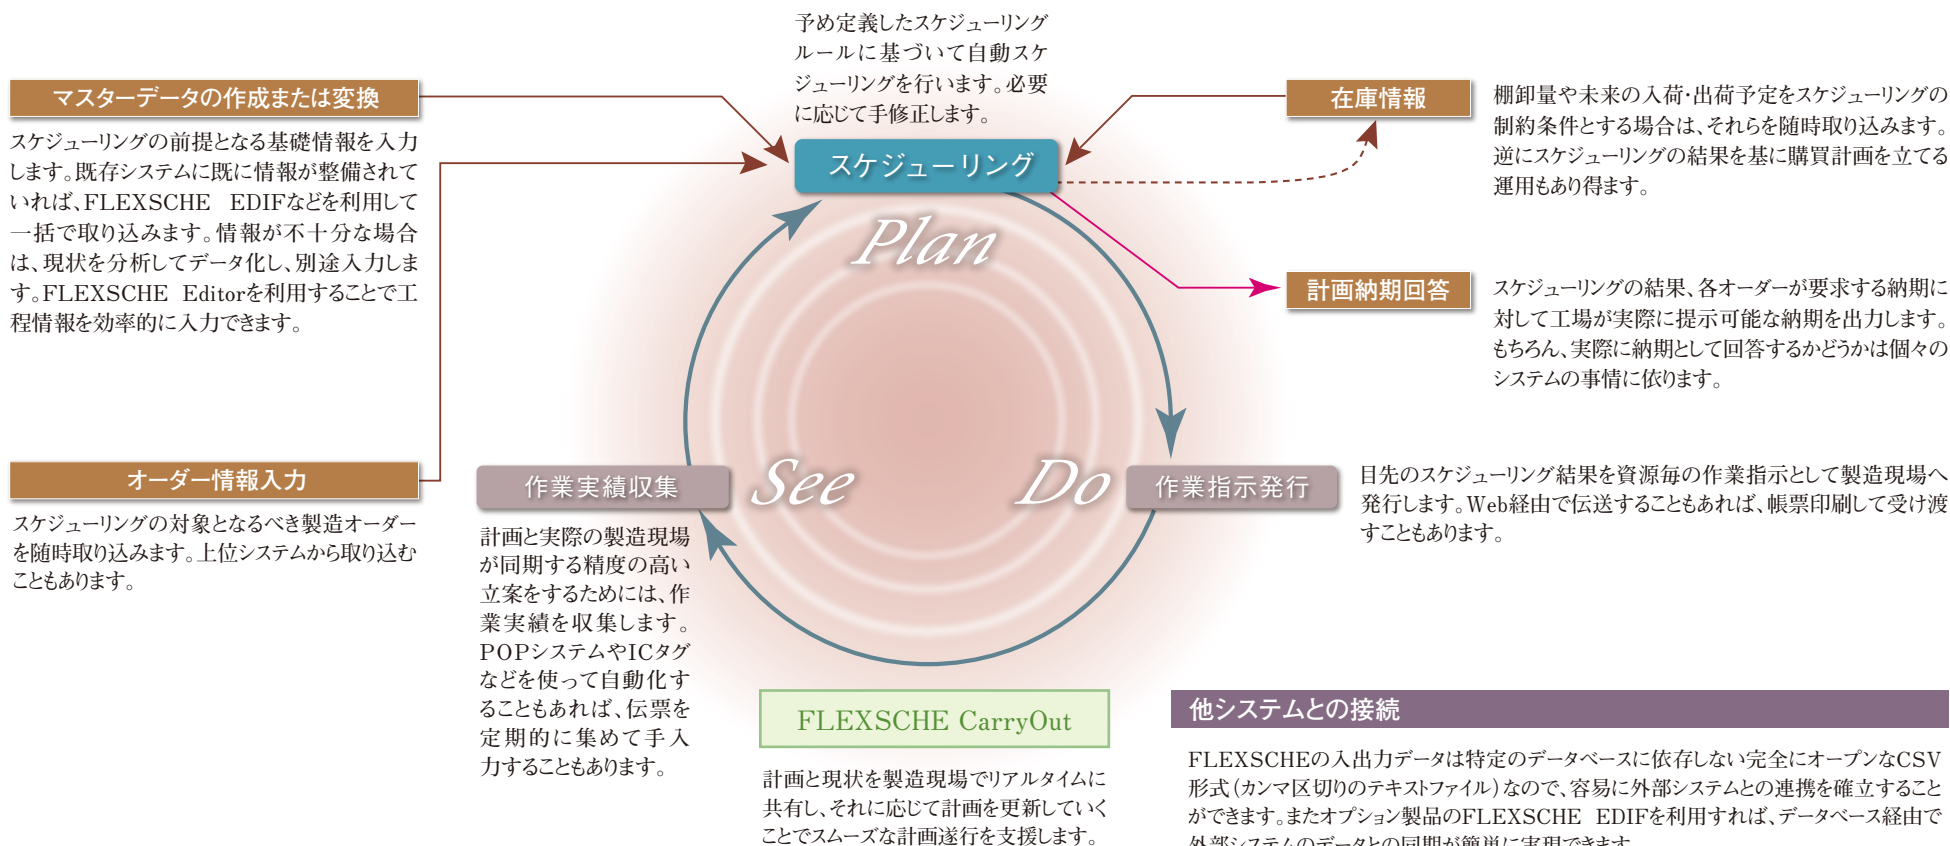 予め定義したスケジューリング
ルールに基づいて自動スケ
ジューリングを行います。必要
に応じて手修正します。
マスターデータの作成または変換
スケジューリングの前提となる基礎情報を入力
します。既存システムに既に情報が整備されて
いれば、FLEXSCHE EDIFなどを利用して
一括で取り込みます。情報が不十分な場合
は、現状を分析してデータ化し、別途入力しま
す。FLEXSCHE Editorを利用することで工
程情報を効率的に入力できます。
スケジューリング
Plan
在庫情報
棚卸量や未来の入荷・出荷予定をスケジューリングの
制約条件とする場合は、それらを随時取り込みます。
逆にスケジューリングの結果を基に購買計画を立てる
運用もあり得ます。
計画納期回答
スケジューリングの結果、各オーダーが要求する納期に
対して工場が実際に提示可能な納期を出力します。
もちろん、実際に納期として回答するかどうかは個々の
システムの事情に依ります。
オーダー情報入力
スケジューリングの対象となるべき製造オーダー
を随時取り込みます。上位システムから取り込む
こともあります。
作業実績収集
See
計画と実際の製造現場
が同期する精度の高い
立案をするためには、作
業実績を収集します。
POPシステムやICタグ
などを使って自動化す
ることもあれば、伝票を
定期的に集めて手入
力することもあります。
Do
作業指示発行
目先のスケジューリング結果を資源毎の作業指示として製造現場へ
発行します。Web経由で伝送することもあれば、帳票印刷して受け渡
すこともあります。
FLEXSCHE CarryOut
計画と現状を製造現場でリアルタイムに
共有し、それに応じて計画を更新していく
ことでスムーズな計画遂行を支援します。
他システムとの接続
FLEXSCHEの入出力データは特定のデータベースに依存しない完全にオープンなCSV
形式(カンマ区切りのテキストファイル)なので、容易に外部システムとの連携を確立すること
ができます。またオプション製品のFLEXSCHE EDIFを利用すれば、データベース経由で
外部システムのデータとの同期が簡単に実現できます。